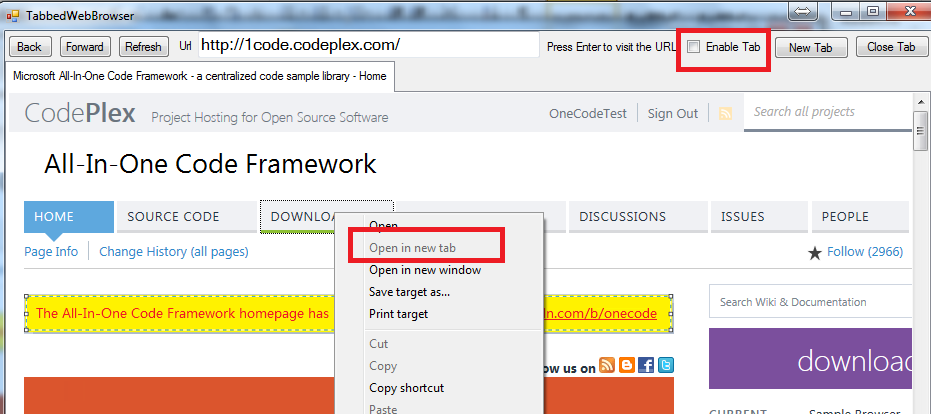 TabbedWebBrowser
Back Forward Refresh Url http://1code.codeplex.com/ Press Enter to visit the URL Enable Tab New Tab Close Tab
Microsoft All-In-One Code Framework - a centralized code sample library - Home
CodePlex Project Hosting for Open Source Software OneCodeTest Sign Out Search all projects
All-In-One Code Framework
HOME SOURCE CODE DOWNLOA DISCUSSIONS ISSUES PEOPLE
Open
Page Info Change History (all pages) Open in new tab Follow (2966)
Open in new window
Save target as... Search Wiki & Documentation
The All-In-One Code Framework homepage has Print target ln.com/b/onecode
Cut
Copy ow us on download
Copy shortcut
Paste Sample Browser